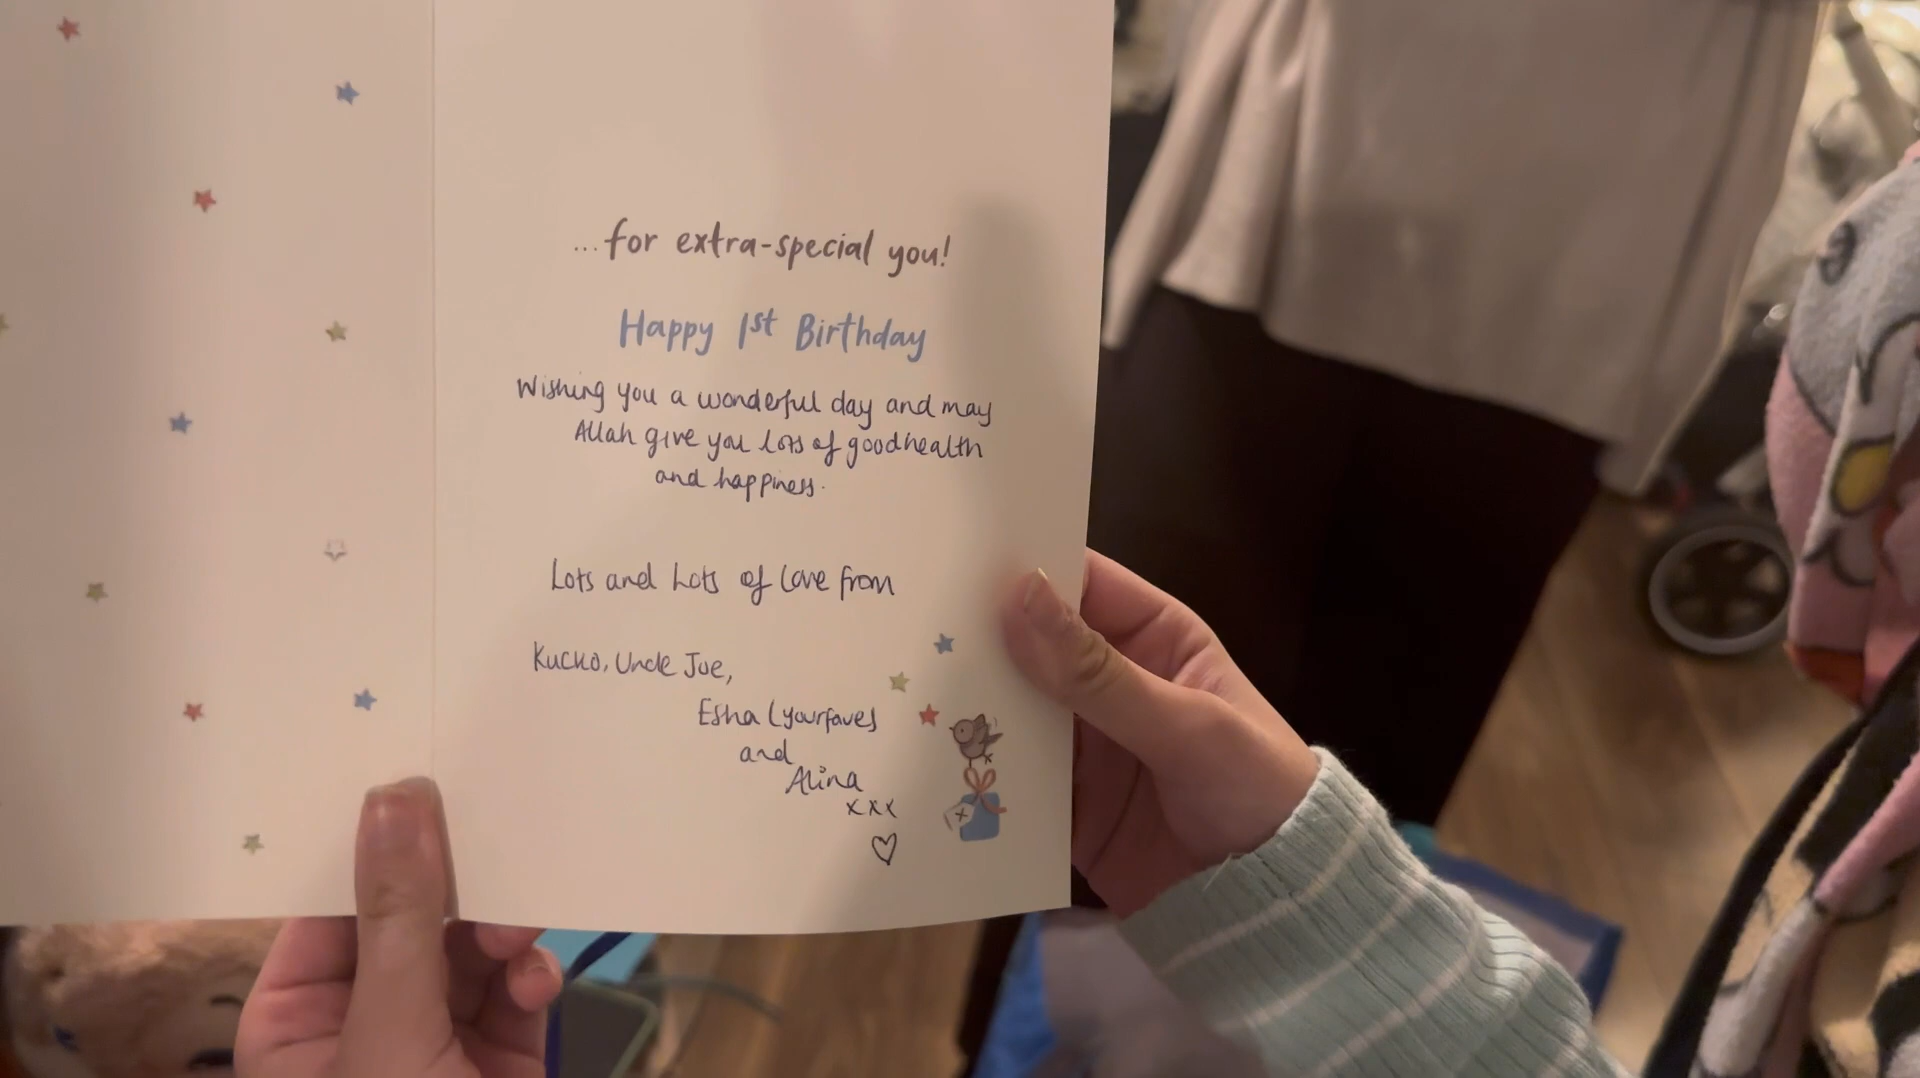 ...for extra-special you!
Happy 1st Birthday
Wishing you a wonderful day and may
Allah give you lots of goodhealth
and happiness.
Lots and Lots of Love from
Kucko, Uncle Joe,
Esha (yourfaves
and
Alina
xxx